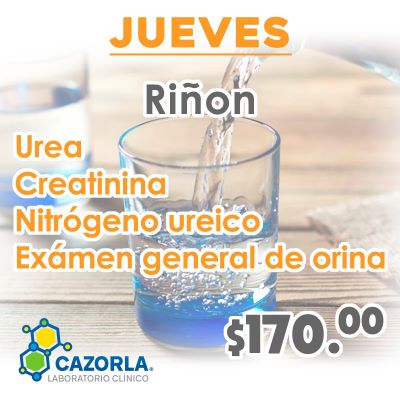 JUEVES
Riñon
Urea
Creatinina
Nitrógeno ureico
Exámen general de orina
$170.00
CAZORLA®
LABORATORIO CLÍNICO